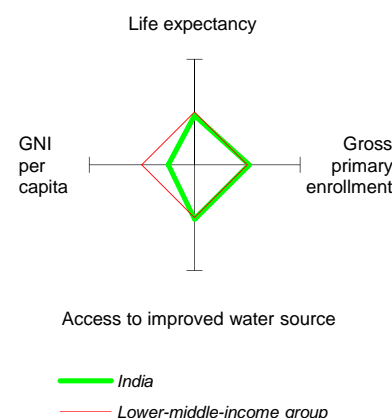 Life expectancy
GNI
per
capita
Gross
primary
enrollment
Access to improved water source
India
Lower-middle-income group